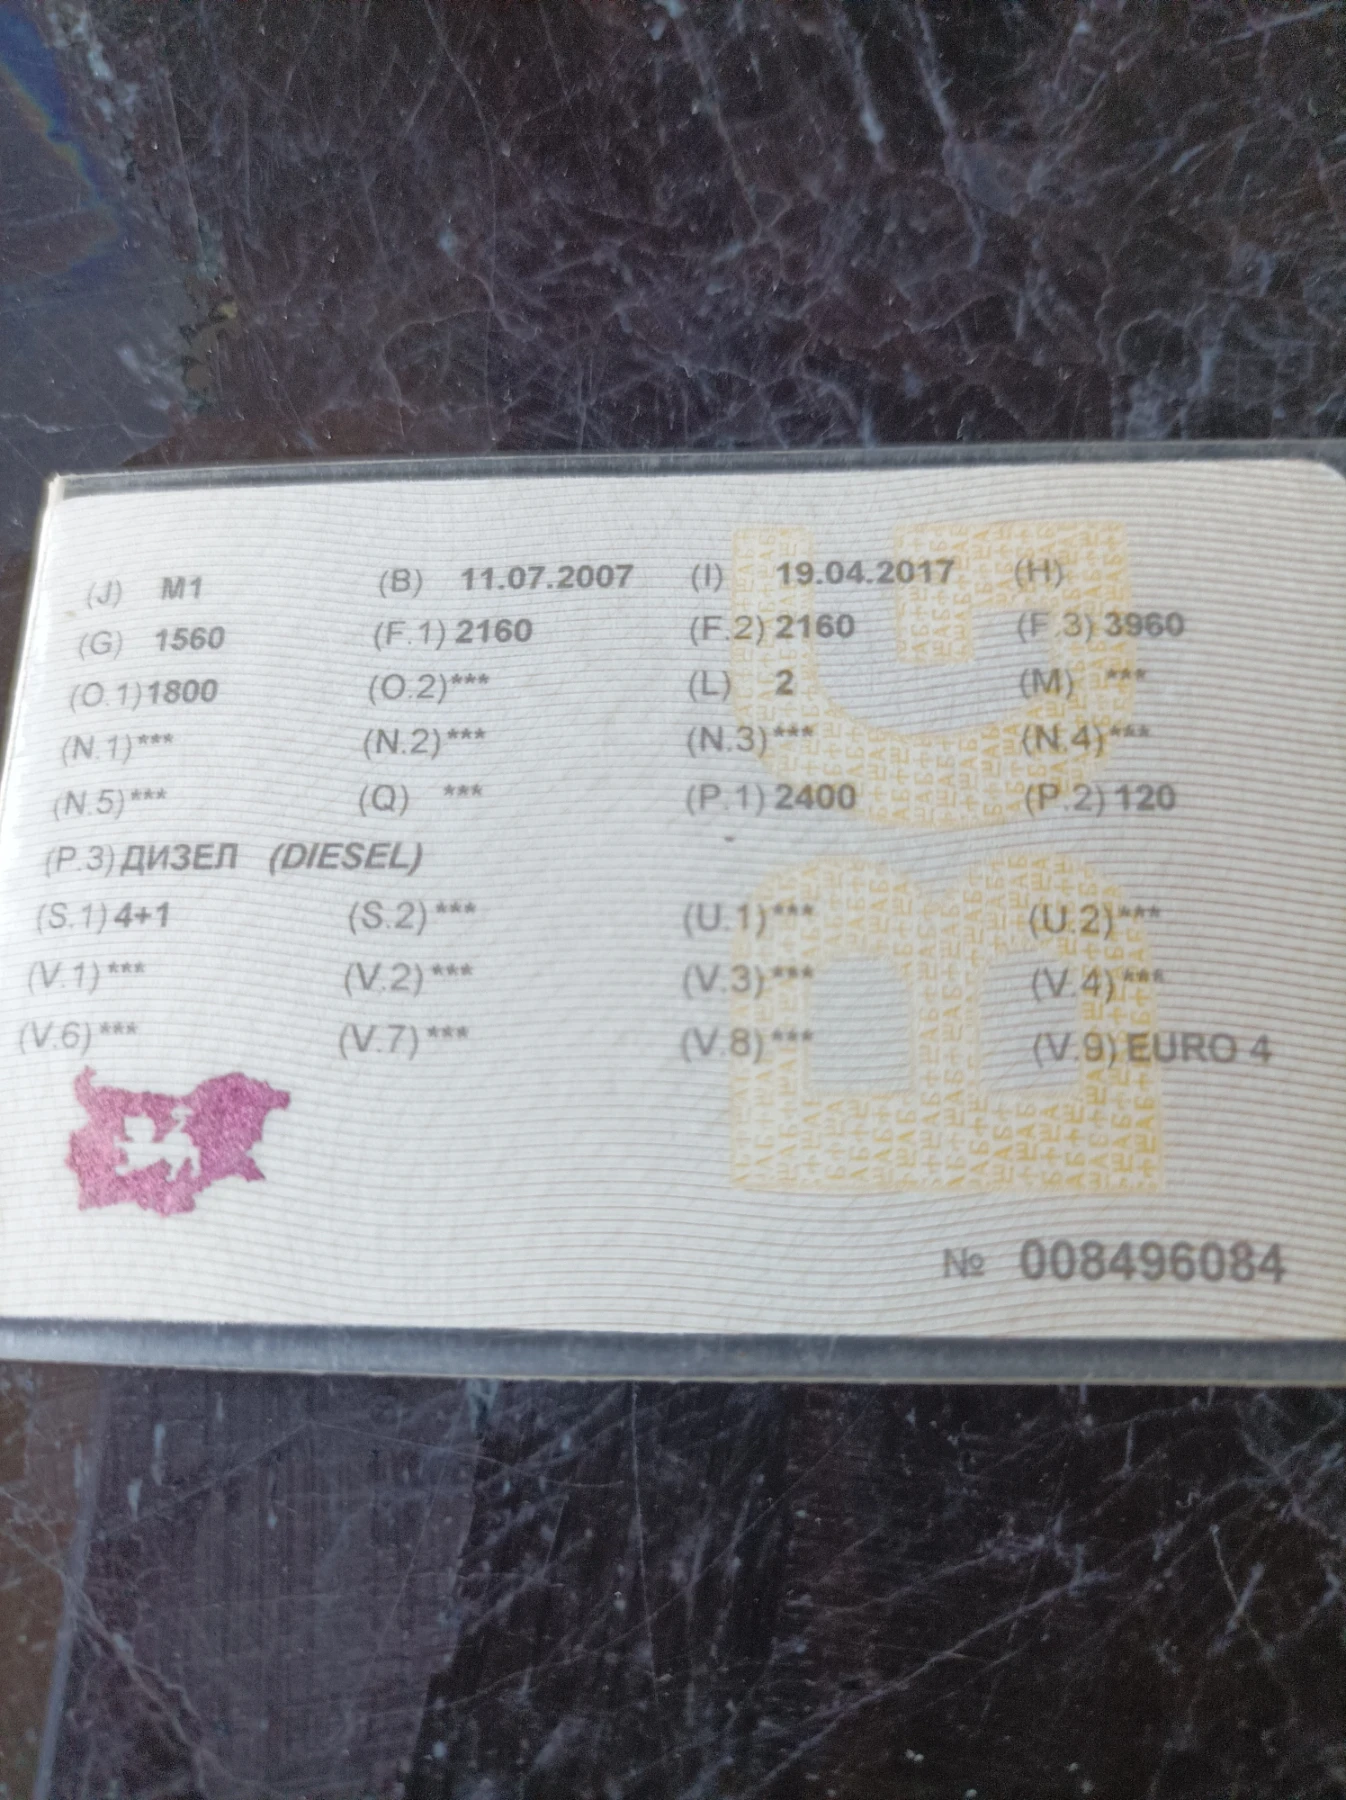 (J) M1 (B) 11.07.2007 (I) 19.04.2017 (H)
(G) 1560 (F.1) 2160 (F.2) 2160 (F.3) 3960
(O.1) 1800 (O.2) *** (L) 2 (M) ***
(N.1) *** (N.2) *** (N.3) *** (N.4) ***
(N.5) *** (Q) *** (P.1) 2400 (P.2) 120
(P.3) ДИЗЕЛ (DIESEL)
(S.1) 4+1 (S.2) *** (U.1) *** (U.2) ***
(V.1) *** (V.2) *** (V.3) *** (V.4) ***
(V.6) *** (V.7) *** (V.8) *** (V.9) EURO 4
№ 008496084